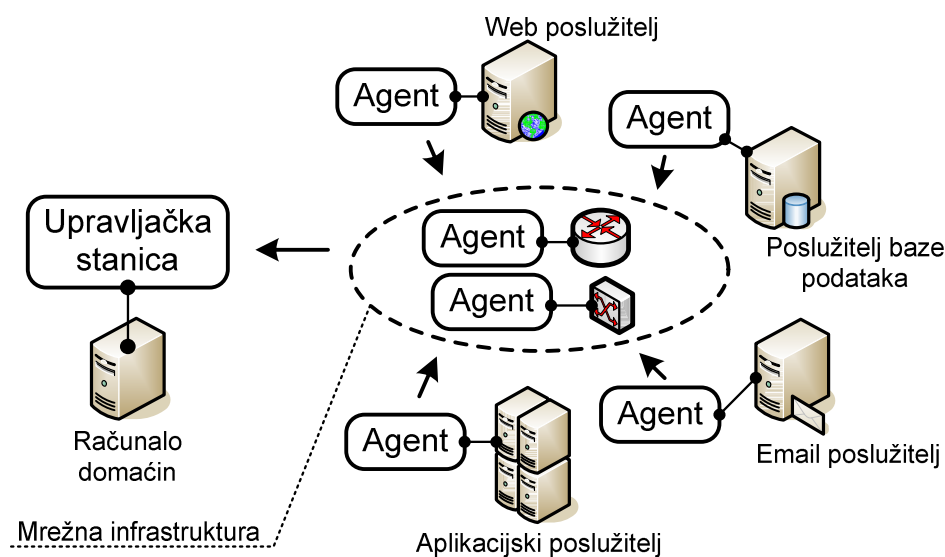 Web poslužitelj
Agent
Agent
Poslužitelj baze
podataka
Upravljačka
stanica
Agent
Agent
Računalo
domaćin
Agent
Agent
Email poslužitelj
Mrežna infrastruktura
Aplikacijski poslužitelj